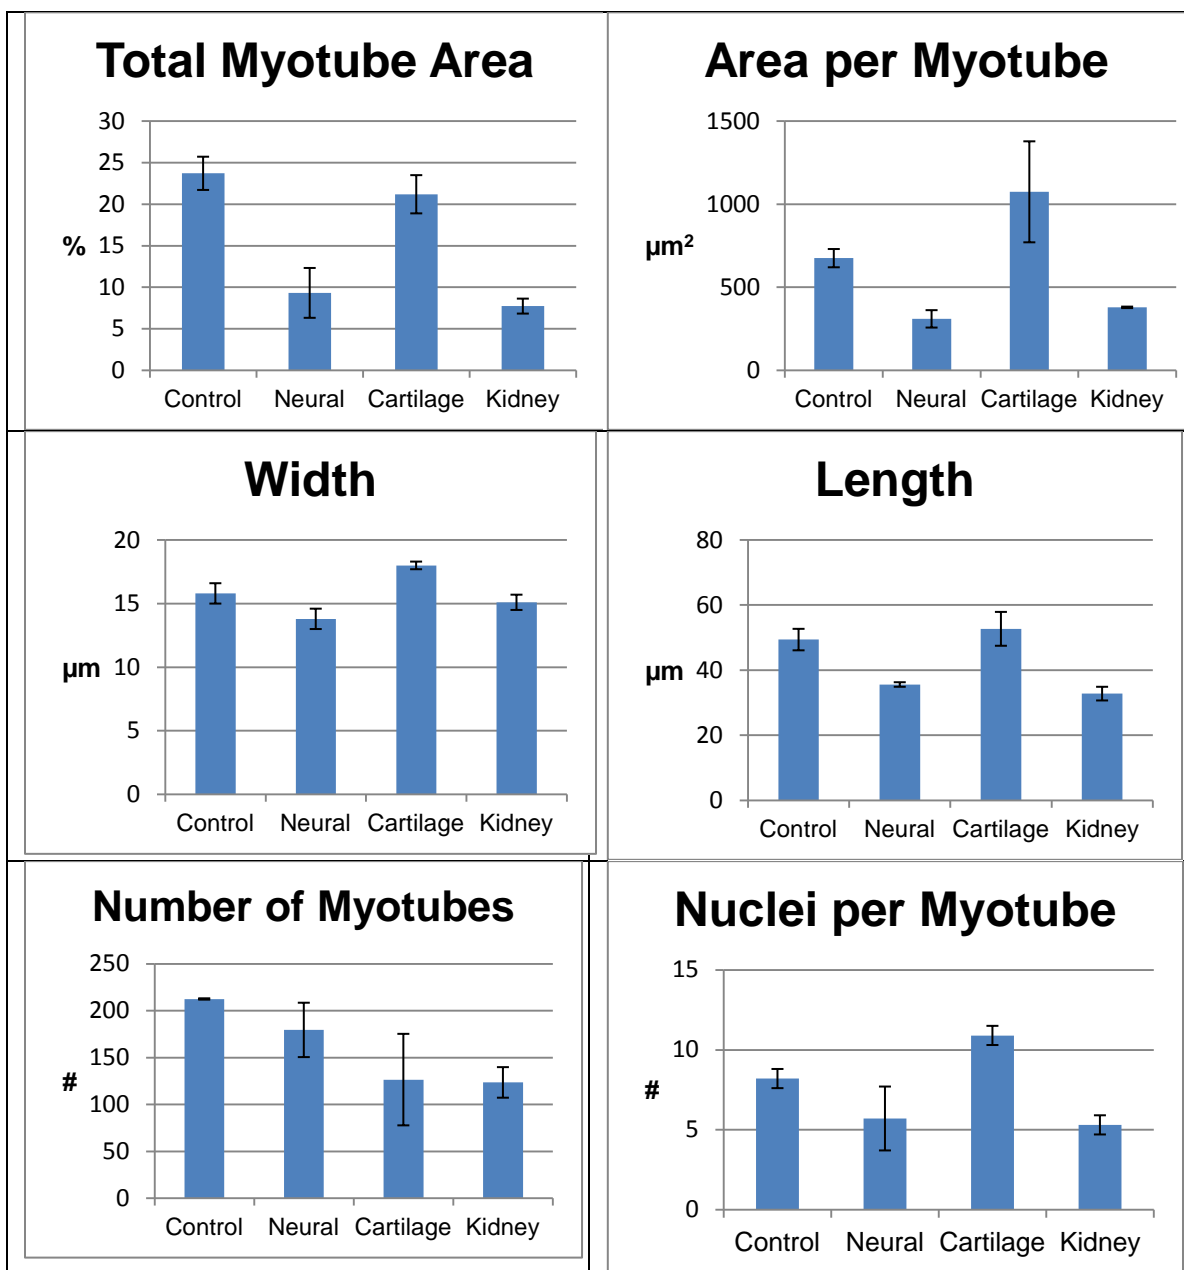 Total Myotube Area
30
25
20
15
10
5
0
%
Control Neural Cartilage Kidney
Area per Myotube
1500
1000
500
0
µm²
Control Neural Cartilage Kidney
Width
20
15
10
5
0
µm
Control Neural Cartilage Kidney
Length
80
60
40
20
0
µm
Control Neural Cartilage Kidney
Number of Myotubes
250
200
150
100
50
0
#
Control Neural Cartilage Kidney
Nuclei per Myotube
15
10
5
0
#
Control Neural Cartilage Kidney